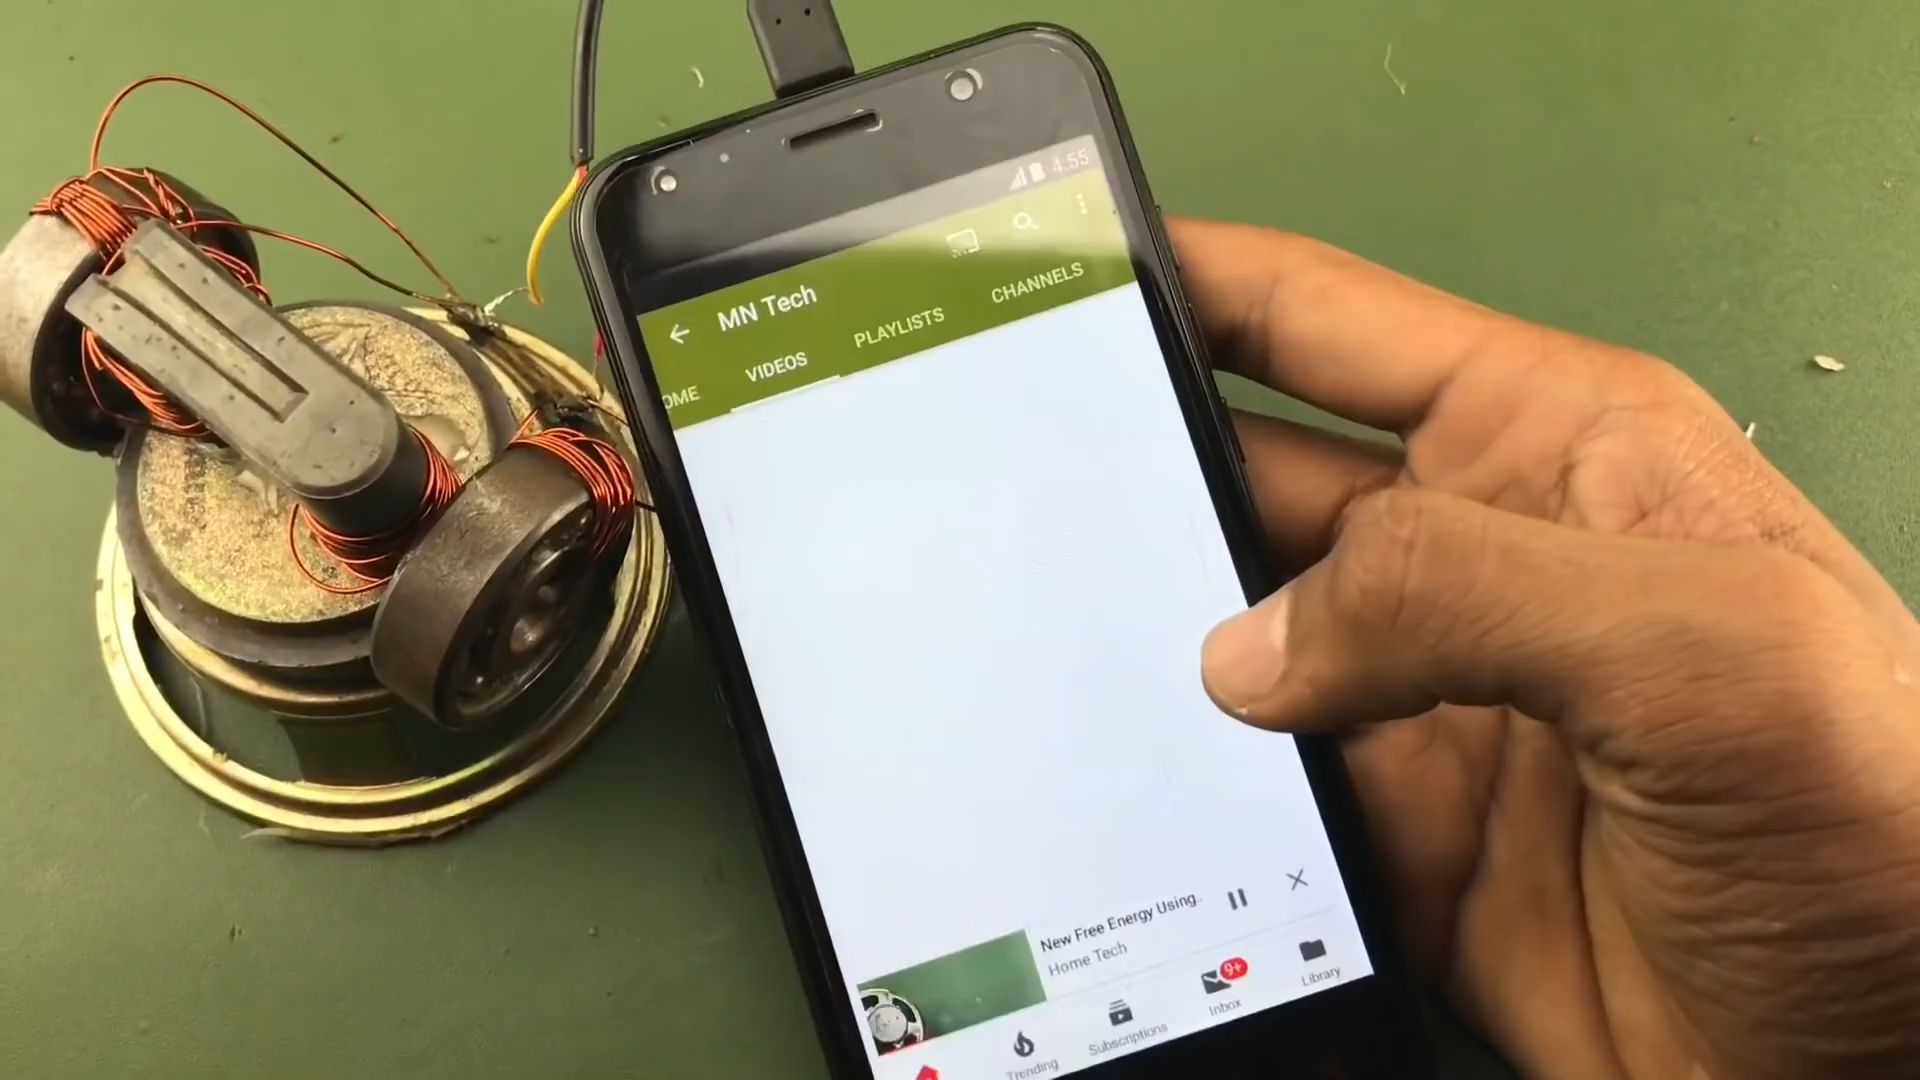 4:55
MN Tech
OME
VIDEOS
PLAYLISTS
CHANNELS
New Free Energy Using..
Home Tech
Trending
Subscriptions
9+
Inbox
Library